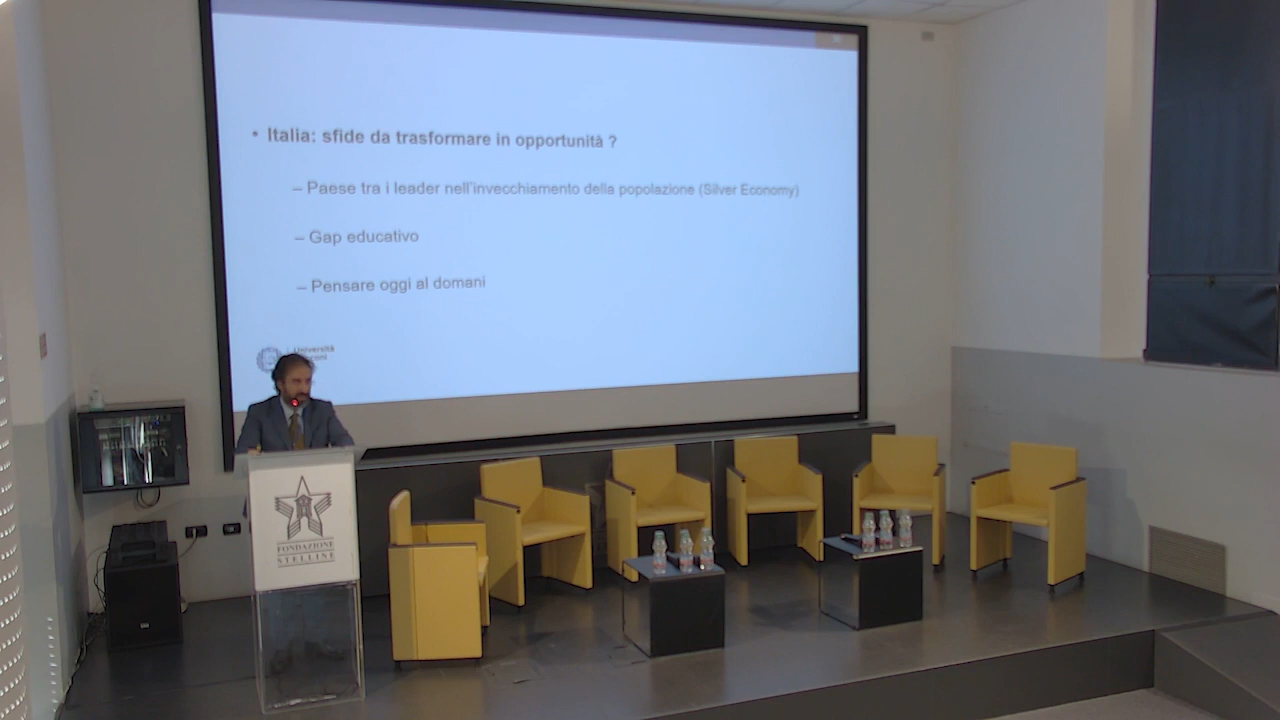 • Italia: sfide da trasformare in opportunità ?
– Paese tra i leader nell'invecchiamento della popolazione (Silver Economy)
– Gap educativo
– Pensare oggi al domani
Università
FONDAZIONE
STELLINE